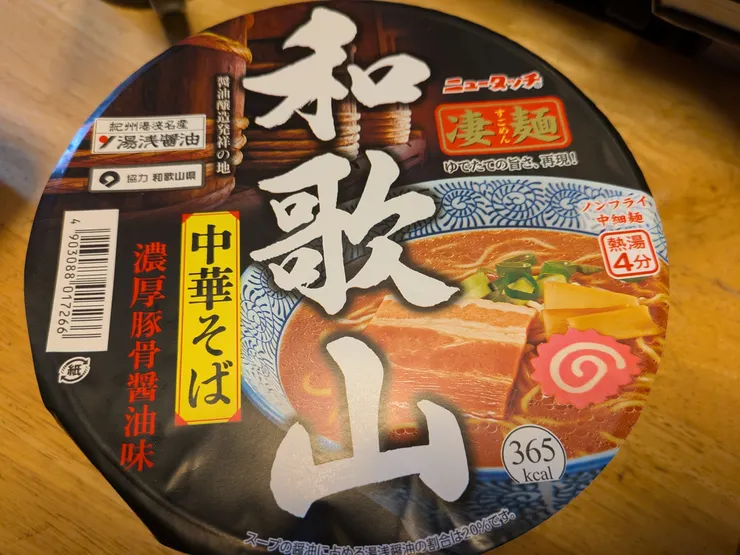 和歌山
ニュータッチ
凄麺
すごめん
ゆでたての旨さ、再現!
醤油醸造発祥の地
紀州湯浅名産
湯浅醤油
協力 和歌山県
中華そば
濃厚豚骨醤油味
4903088017266
紙
ノンフライ
中細麺
熱湯
4分
365
kcal
スープの醤油に占める湯浅醤油の割合は20%です。